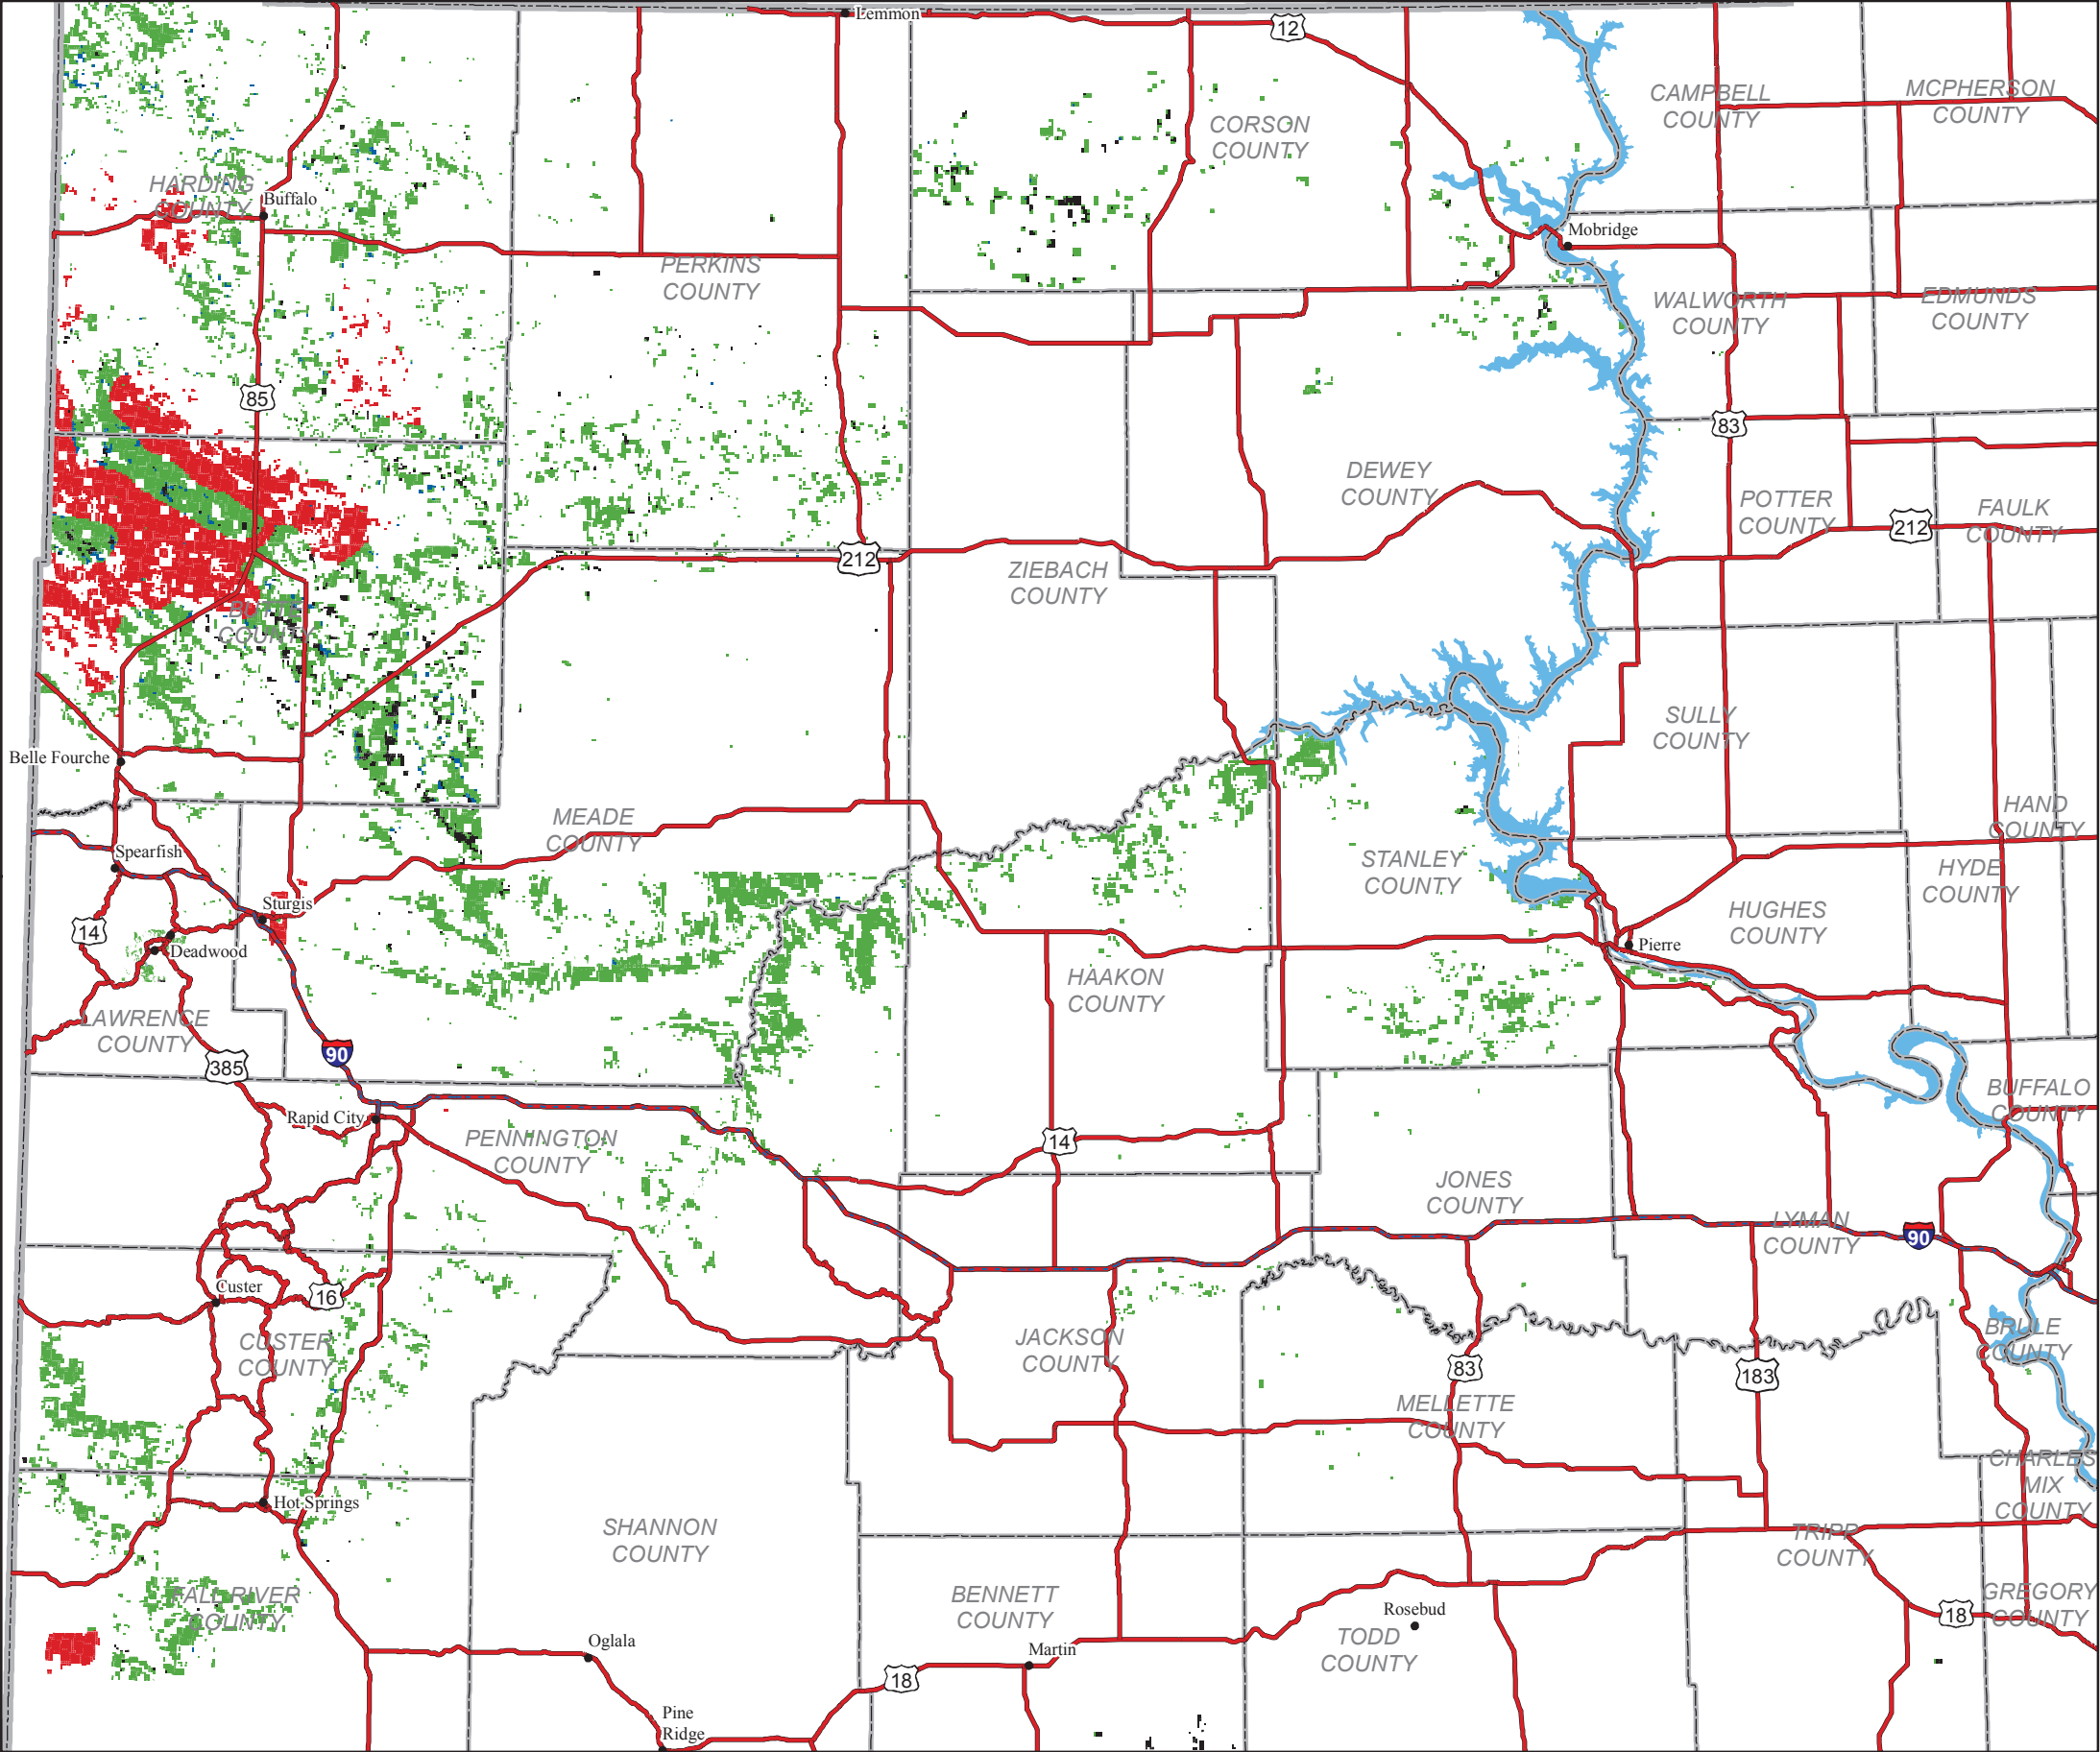 Lemmon
12
CAMPBELL
COUNTY
MCPHERSON
COUNTY
CORSON
COUNTY
HARDING
COUNTY
Buffalo
Mobridge
PERKINS
COUNTY
WALWORTH
COUNTY
EDMUNDS
COUNTY
85
83
DEWEY
COUNTY
POTTER
COUNTY
212
FAULK
COUNTY
212
ZIEBACH
COUNTY
BUTTE
COUNTY
SULLY
COUNTY
Belle Fourche
MEADE
COUNTY
HAND
COUNTY
Spearfish
STANLEY
COUNTY
HYDE
COUNTY
Sturgis
14
HUGHES
COUNTY
Deadwood
Pierre
HAAKON
COUNTY
LAWRENCE
COUNTY
90
385
BUFFALO
COUNTY
Rapid City
PENNINGTON
COUNTY
14
JONES
COUNTY
LYMAN
COUNTY
90
Custer
16
CUSTER
COUNTY
JACKSON
COUNTY
BRULE
COUNTY
83
183
MELLETTE
COUNTY
CHARLES
MIX
COUNTY
Hot Springs
SHANNON
COUNTY
TRIPP
COUNTY
FALL RIVER
COUNTY
BENNETT
COUNTY
GREGORY
COUNTY
Rosebud
18
TODD
COUNTY
Oglala
Martin
18
Pine
Ridge